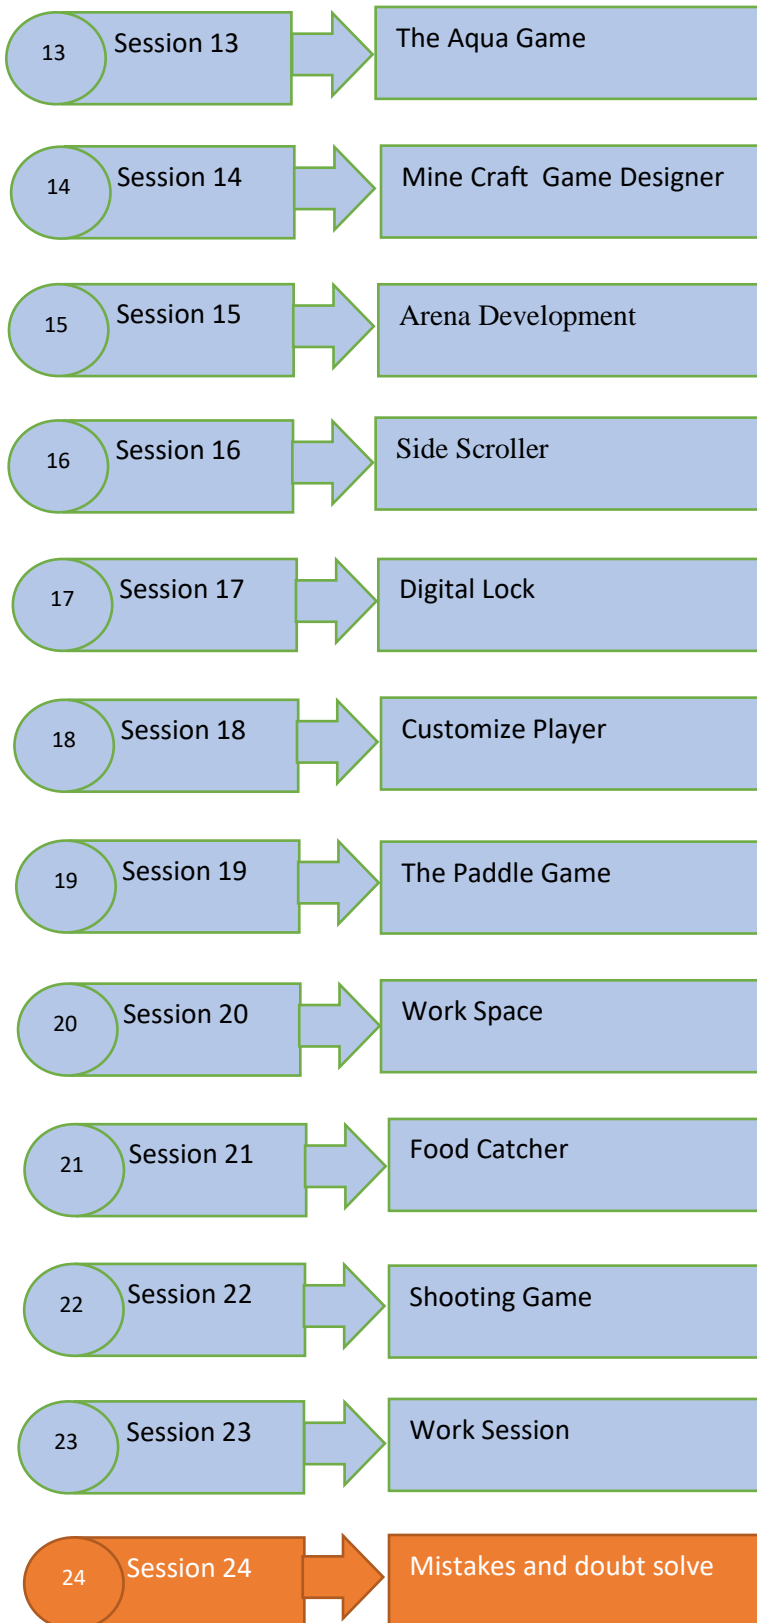 13 Session 13 The Aqua Game
14 Session 14 Mine Craft  Game Designer
15 Session 15 Arena Development
16 Session 16 Side Scroller
17 Session 17 Digital Lock
18 Session 18 Customize Player
19 Session 19 The Paddle Game
20 Session 20 Work Space
21 Session 21 Food Catcher
22 Session 22 Shooting Game
23 Session 23 Work Session
24 Session 24 Mistakes and doubt solve